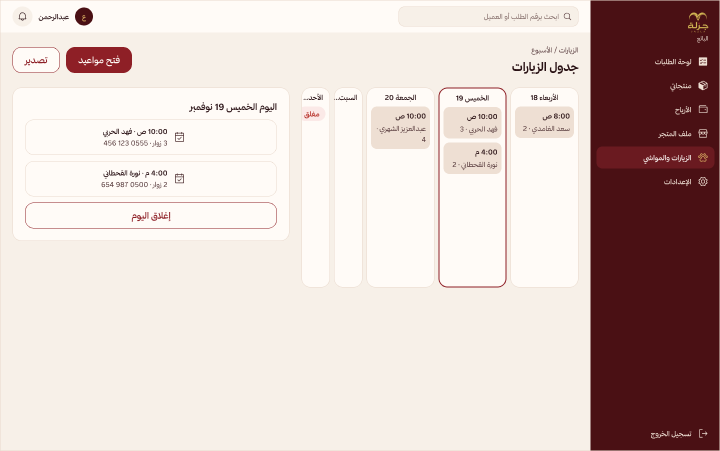 جزلة
البائع
لوحة الطلبات
منتجاتي
الأرباح
ملف المتجر
الزيارات والمواشي
الإعدادات
تسجيل الخروج
ابحث برقم الطلب أو العميل
عبدالرحمن
ع
الزيارات / الأسبوع
جدول الزيارات
فتح مواعيد
تصدير
الأربعاء 18
8:00 ص
سعد الغامدي · 2
الخميس 19
10:00 ص
فهد الحربي · 3
4:00 م
نورة القحطاني · 2
الجمعة 20
10:00 ص
عبدالعزيز الشهري ·
4
السبت...
الأحد...
مغلق
اليوم الخميس 19 نوفمبر
10:00 ص · فهد الحربي
3 زوار · 0555 123 456
4:00 م · نورة القحطاني
2 زوار · 0500 987 654
إغلاق اليوم